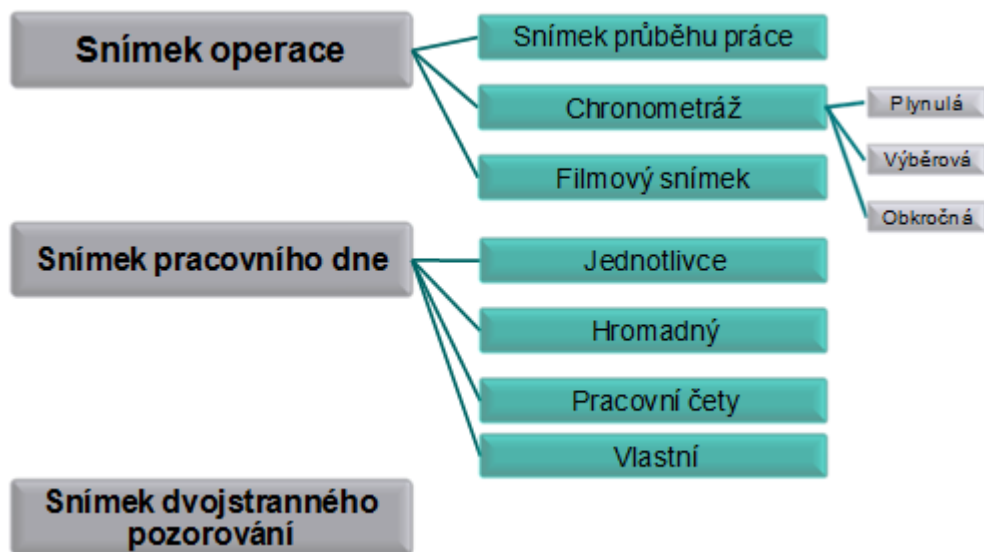 Snímek operace
Snímek průběhu práce
Chronometráž
Filmový snímek
Plynulá
Výběrová
Obkročná
Snímek pracovního dne
Jednotlivce
Hromadný
Pracovní čety
Vlastní
Snímek dvojstranného
pozorování